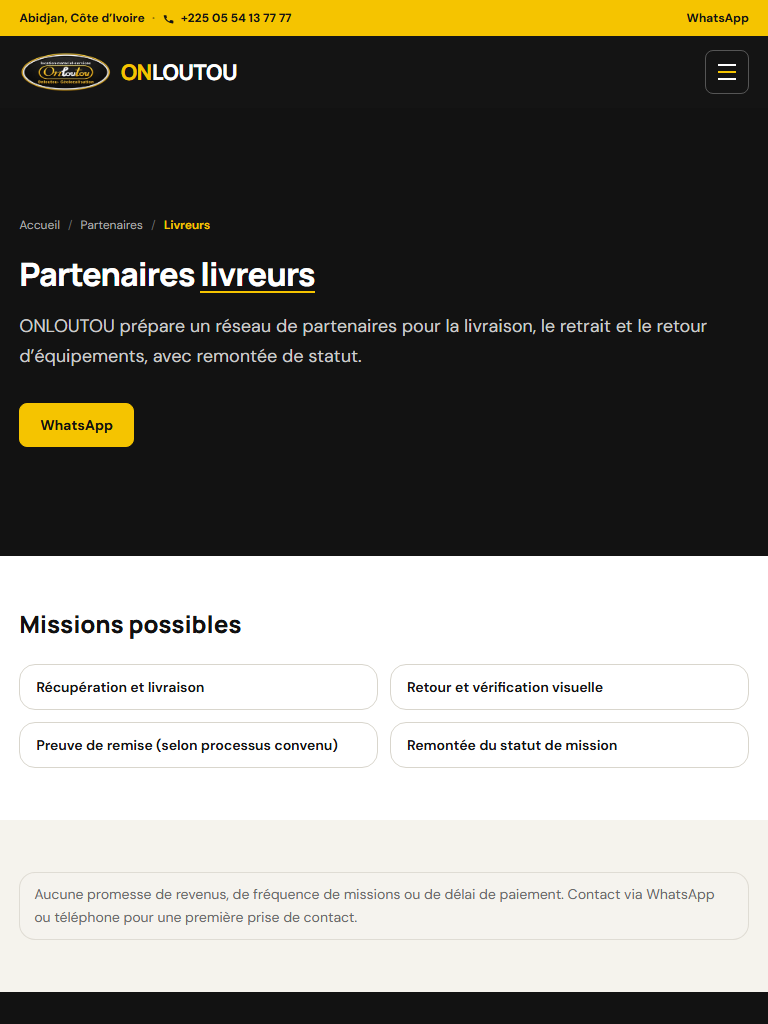 Abidjan, Côte d’Ivoire · +225 05 54 13 77 77
WhatsApp
OnLoutou
ONLOUTOU
Accueil / Partenaires / Livreurs
Partenaires livreurs
ONLOUTOU prépare un réseau de partenaires pour la livraison, le retrait et le retour
d’équipements, avec remontée de statut.
WhatsApp
Missions possibles
Récupération et livraison
Retour et vérification visuelle
Preuve de remise (selon processus convenu)
Remontée du statut de mission
Aucune promesse de revenus, de fréquence de missions ou de délai de paiement. Contact via WhatsApp
ou téléphone pour une première prise de contact.